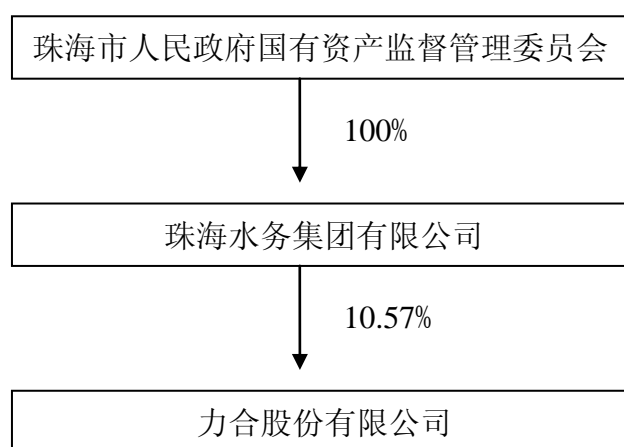 珠海市人民政府国有资产监督管理委员会
100%
珠海水务集团有限公司
10.57%
力合股份有限公司